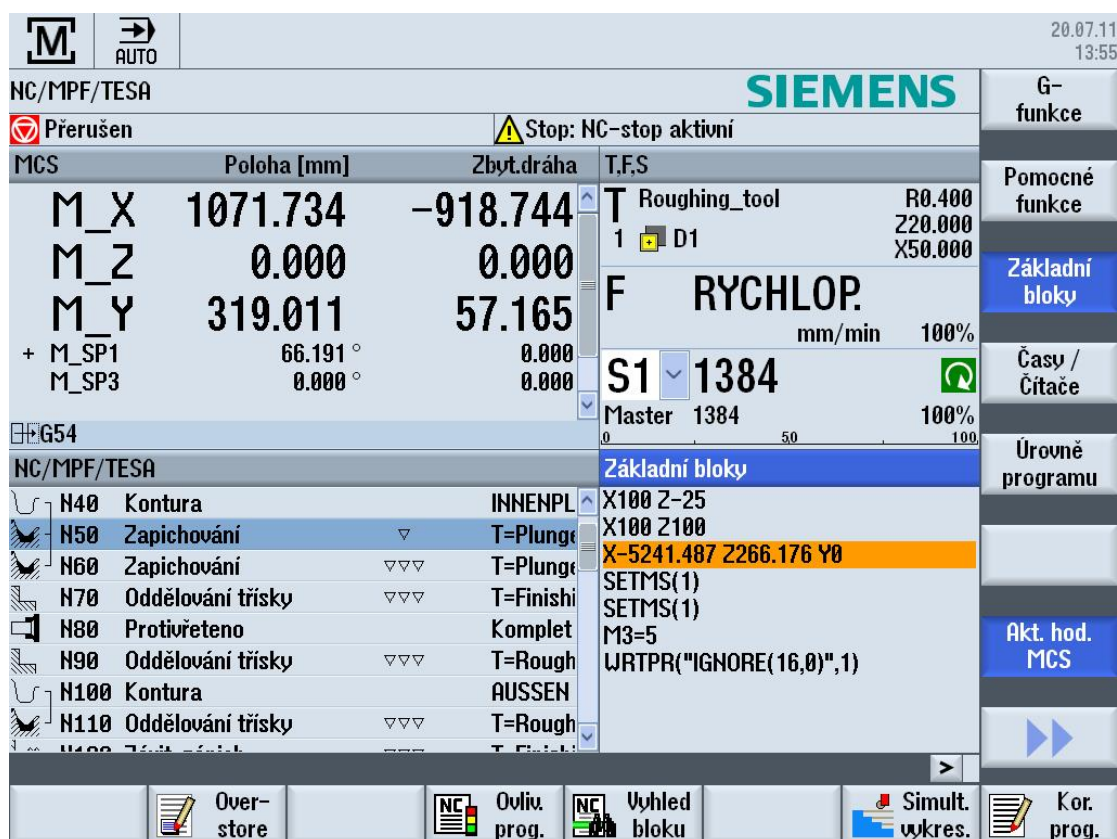 M
AUTO
20.07.11
13:55
NC/MPF/TESA
SIEMENS
Přerušen
Stop: NC-stop aktivní
MCS Poloha [mm] Zbyt.dráha
M_X 1071.734 -918.744
M_Z 0.000 0.000
M_Y 319.011 57.165
+ M_SP1 66.191 ° 0.000
M_SP3 0.000 ° 0.000
G54
T,F,S
T Roughing_tool R0.400
Z20.000
1 D1 X50.000
F RYCHLOP.
mm/min 100%
S1 1384
Master 1384 100%
0 50 100
NC/MPF/TESA
N40 Kontura INNENPL
N50 Zapichování ▽ T=Plunge
N60 Zapichování ▽▽▽ T=Plunge
N70 Oddělování třísky ▽▽▽ T=Finishi
N80 Protivřeteno Komplet
N90 Oddělování třísky ▽▽▽ T=Rough
N100 Kontura AUSSEN
N110 Oddělování třísky ▽▽▽ T=Rough
Základní bloky
X100 Z-25
X100 Z100
X-5241.487 Z266.176 Y0
SETMS(1)
SETMS(1)
M3=5
WRTPR("IGNORE(16,0)",1)
>
G-
funkce
Pomocné
funkce
Základní
bloky
Časy /
Čítače
Úrovně
programu
Akt. hod.
MCS
Over-
store
NC
Ovliv.
prog.
NC
Vyhled
bloku
Simult.
vykres.
Kor.
prog.